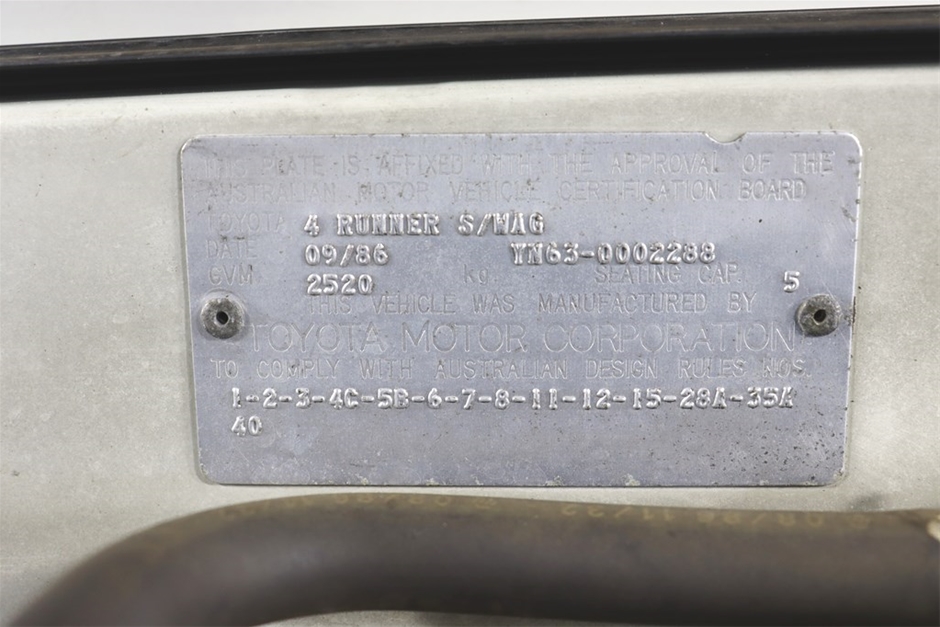 THIS PLATE IS AFFIXED WITH THE APPROVAL OF THE
AUSTRALIAN MOTOR VEHICLE CERTIFICATION BOARD
TOYOTA 4 RUNNER S/WAG
DATE 09/86 YN63-0002288
GVM 2520 KG. SEATING CAP. 5
THIS VEHICLE WAS MANUFACTURED BY
TOYOTA MOTOR CORPORATION
TO COMPLY WITH AUSTRALIAN DESIGN RULES NOS.
1-2-3-4C-5B-6-7-8-11-12-15-28A-35A
40